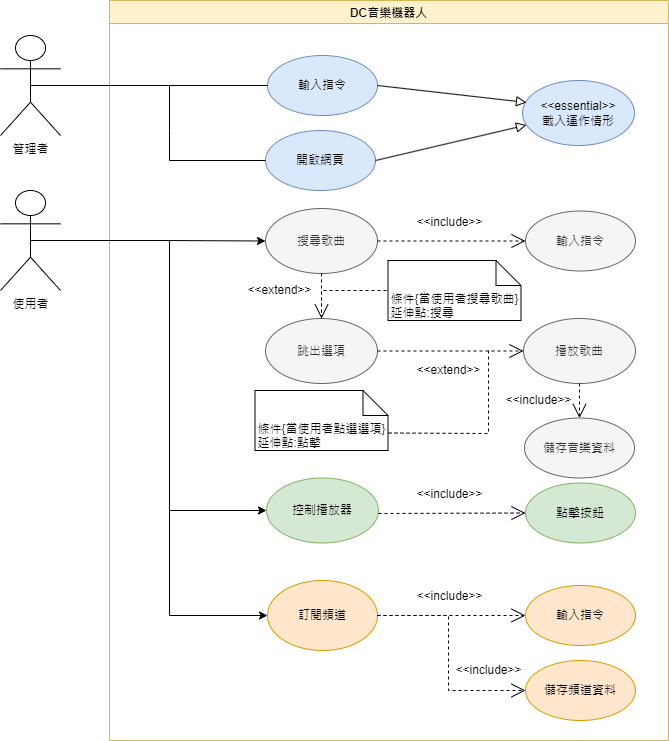 DC音樂機器人
輸入指令
<<essential>>
載入運作情形
管理者
開啟網頁
<<include>>
搜尋歌曲
輸入指令
<<extend>>
條件{當使用者搜尋歌曲}
延伸點:搜尋
使用者
跳出選項
播放歌曲
<<extend>>
<<include>>
條件{當使用者點選選項}
延伸點:點擊
儲存音樂資料
<<include>>
控制播放器
點擊按鈕
<<include>>
訂閱頻道
輸入指令
<<include>>
儲存頻道資料